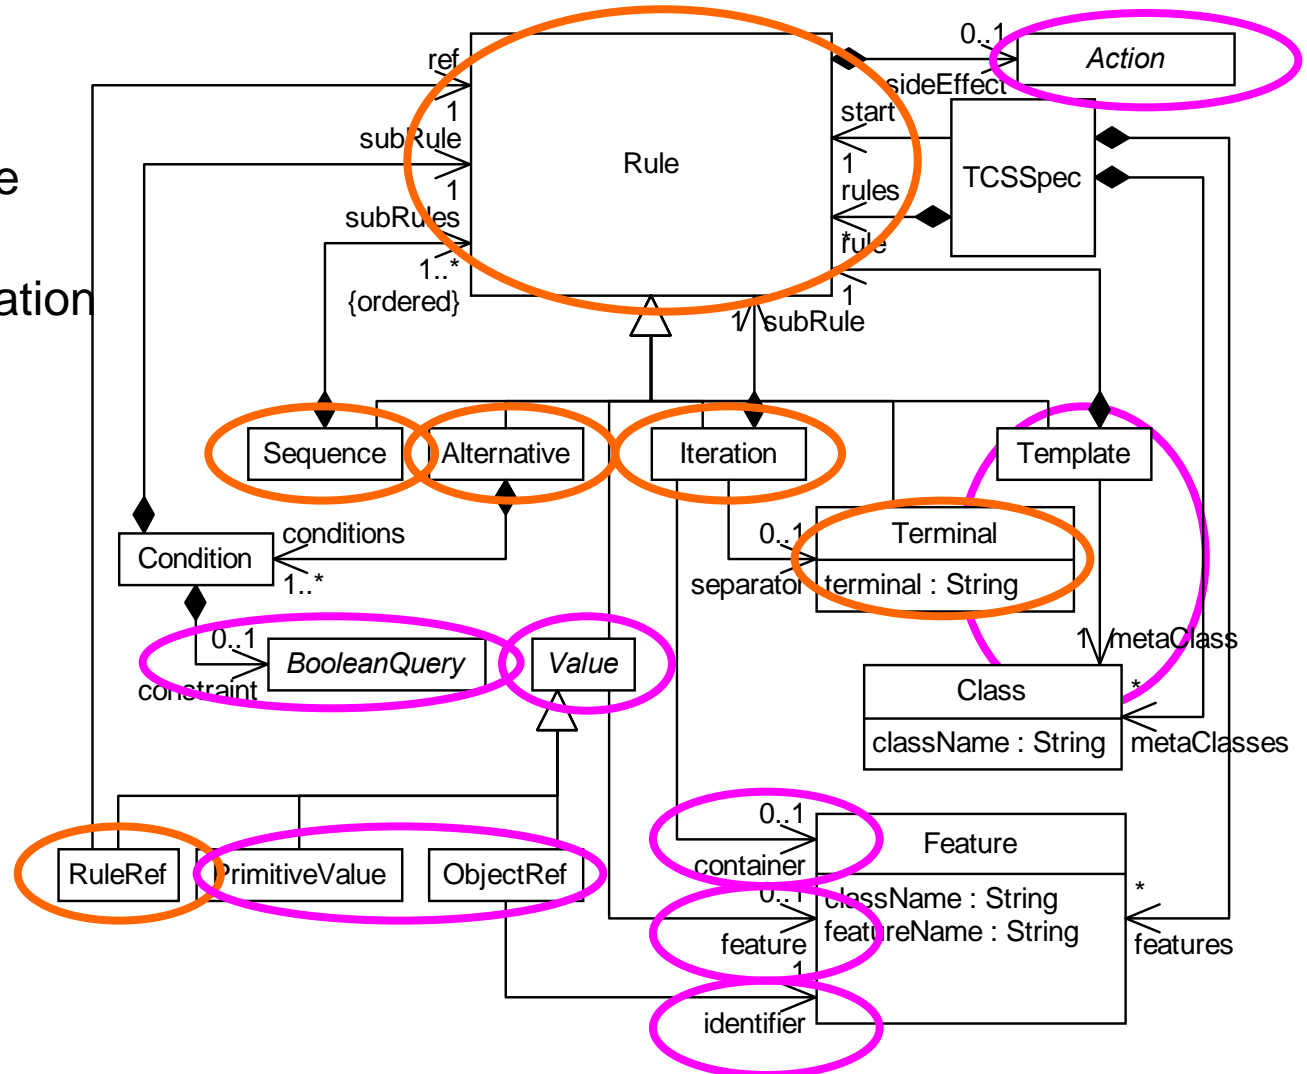 0..1
ref
Action
sideEffect
1
start
subRule
e
Rule
1
TCSSpec
1
rules
subRules
*
rule
1..*
ation
{ordered}
1
1
subRule
Sequence
Alternative
Iteration
Template
conditions
0..1
Terminal
Condition
1..*
separator
terminal : String
0..1
1
metaClass
BooleanQuery
Value
constraint
Class
*
className : String
metaClasses
0..1
Feature
container
RuleRef
PrimitiveValue
ObjectRef
0..1
className : String
*
feature
featureName : String
features
1
identifier